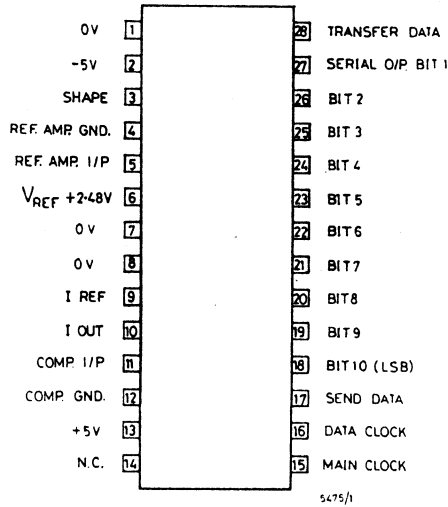 0V 1 28 TRANSFER DATA
-5V 2 27 SERIAL O/P. BIT 1
SHAPE 3 26 BIT 2
REF. AMP. GND. 4 25 BIT 3
REF. AMP. I/P 5 24 BIT 4
VREF +2·48V 6 23 BIT 5
0V 7 22 BIT 6
0V 8 21 BIT 7
I REF 9 20 BIT 8
I OUT 10 19 BIT 9
COMP. I/P 11 18 BIT 10 (LSB)
COMP. GND. 12 17 SEND DATA
+5V 13 16 DATA CLOCK
N.C. 14 15 MAIN CLOCK
5475/1